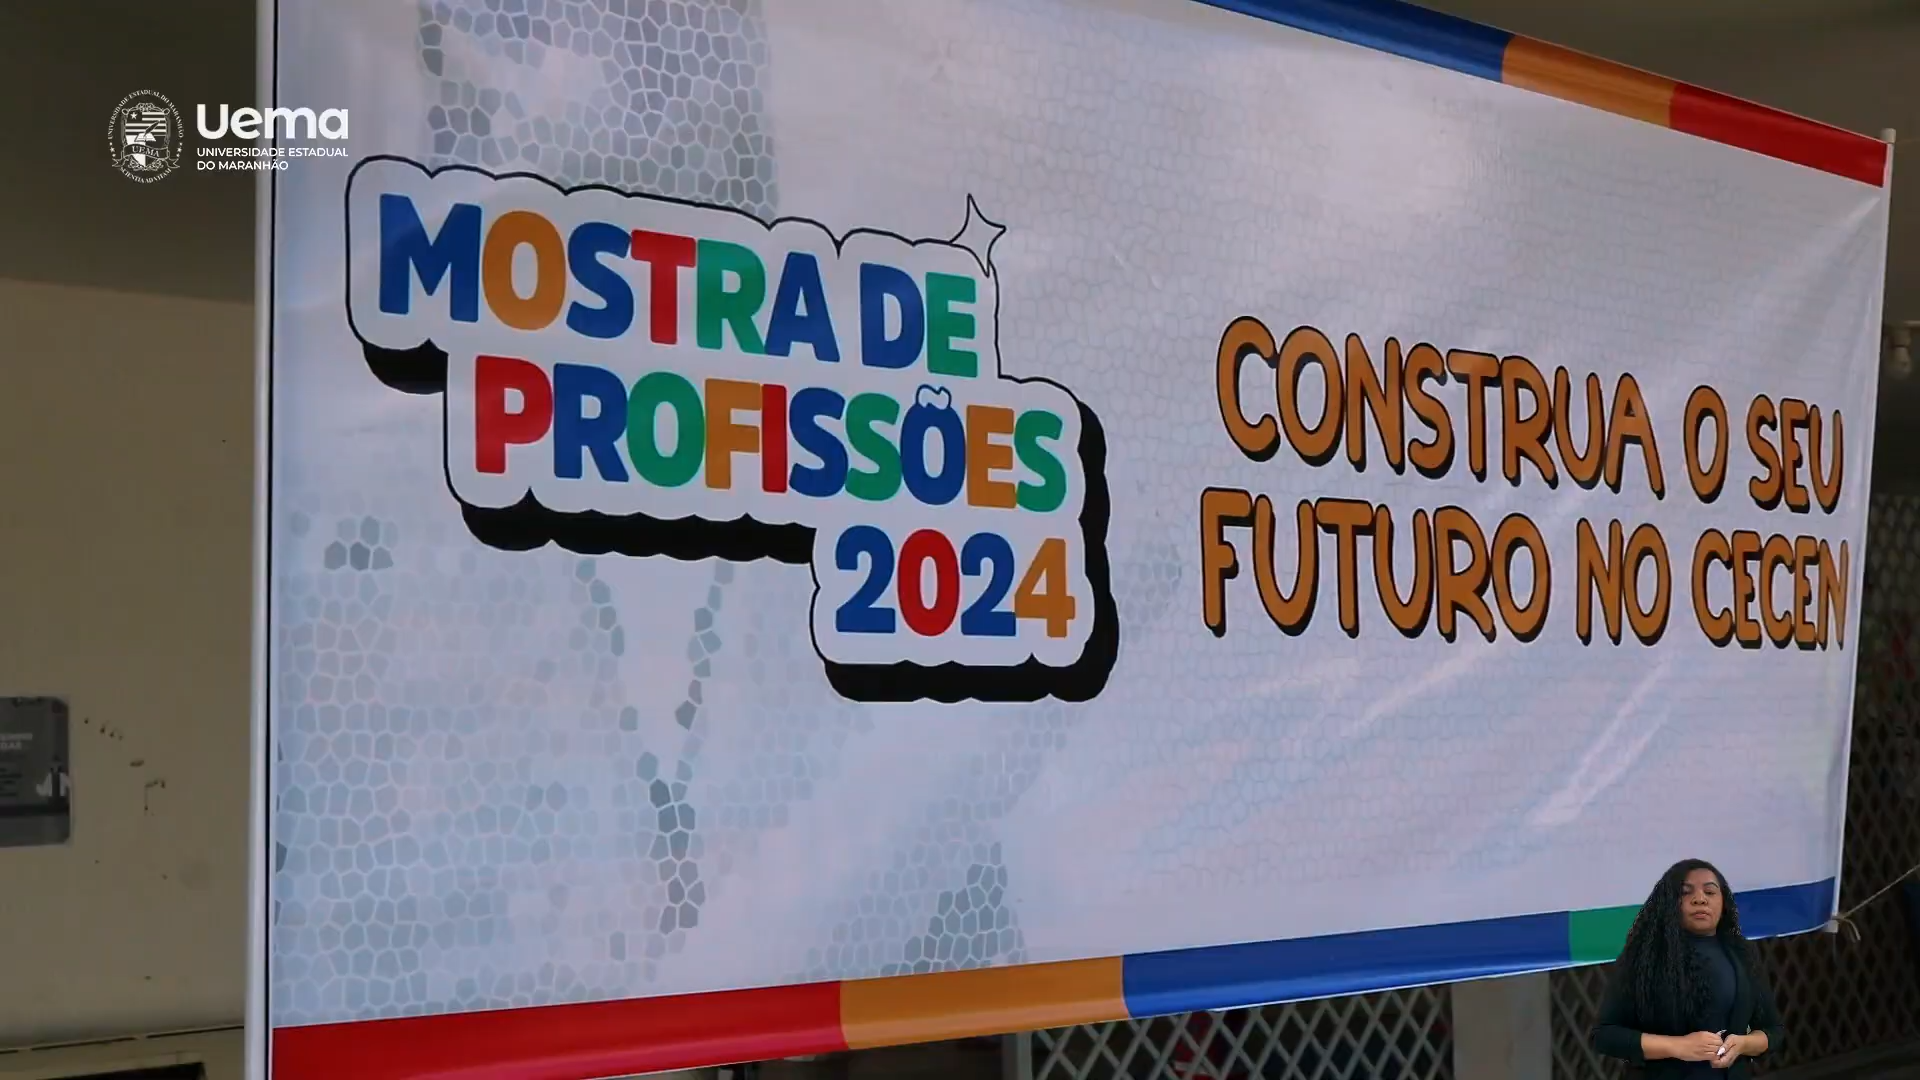 Uema
UNIVERSIDADE ESTADUAL
DO MARANHÃO
MOSTRA DE
PROFISSÕES
2024
CONSTRUA O SEU
FUTURO NO CECEN